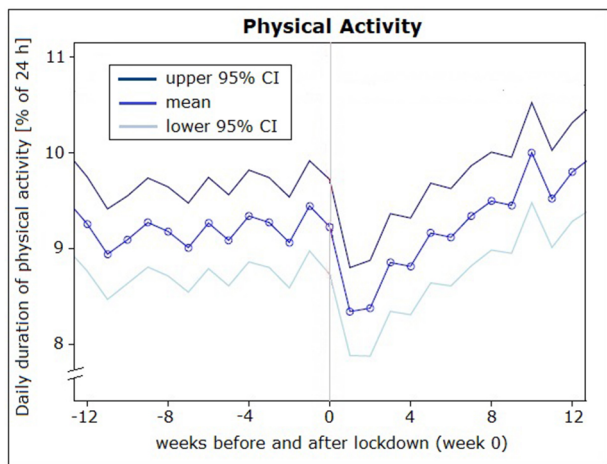 Physical Activity
Daily duration of physical activity [% of 24 h]
11
10
9
8
upper 95% CI
mean
lower 95% CI
-12
-8
-4
0
4
8
12
weeks before and after lockdown (week 0)